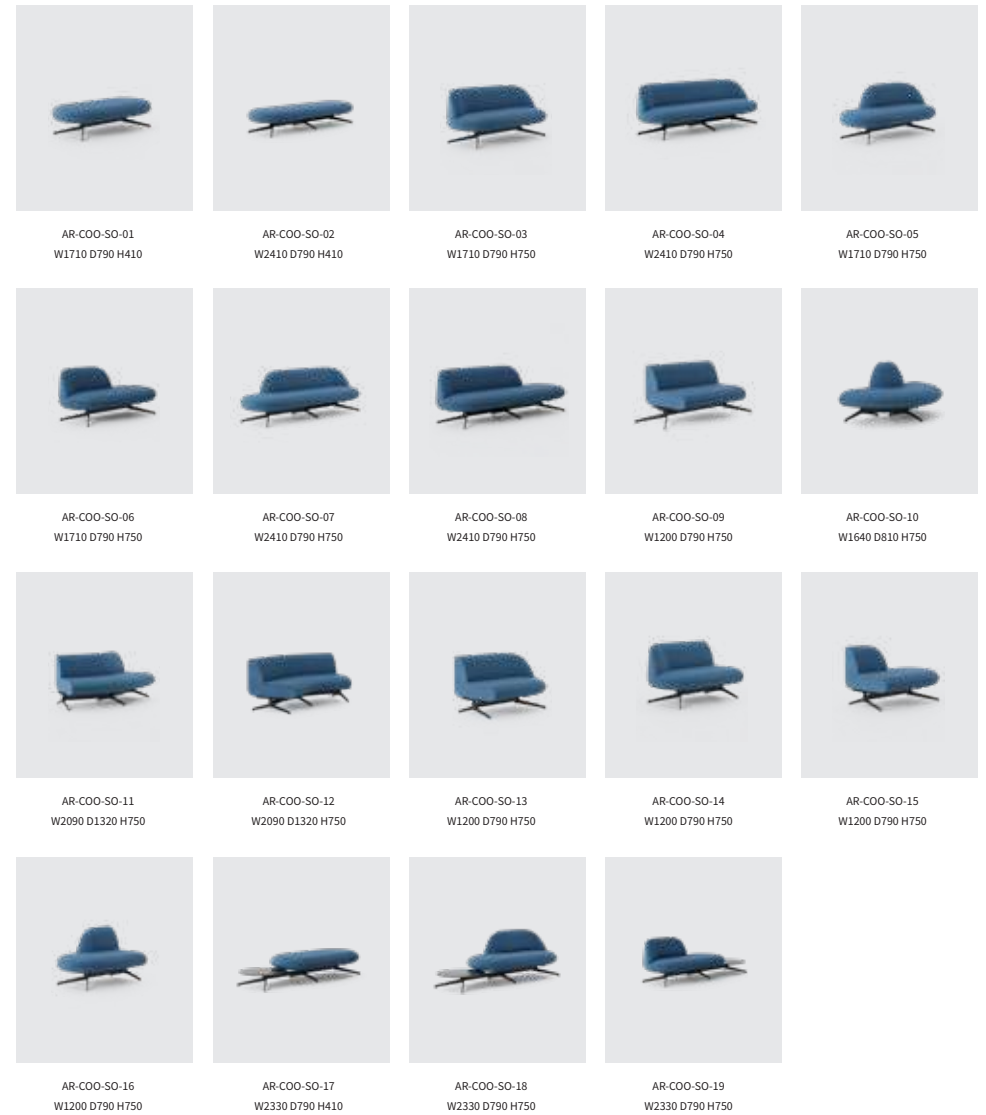 AR-COO-SO-01
W1710 D790 H410
AR-COO-SO-02
W2410 D790 H410
AR-COO-SO-03
W1710 D790 H750
AR-COO-SO-04
W2410 D790 H750
AR-COO-SO-05
W1710 D790 H750
AR-COO-SO-06
W1710 D790 H750
AR-COO-SO-07
W2410 D790 H750
AR-COO-SO-08
W2410 D790 H750
AR-COO-SO-09
W1200 D790 H750
AR-COO-SO-10
W1640 D810 H750
AR-COO-SO-11
W2090 D1320 H750
AR-COO-SO-12
W2090 D1320 H750
AR-COO-SO-13
W1200 D790 H750
AR-COO-SO-14
W1200 D790 H750
AR-COO-SO-15
W1200 D790 H750
AR-COO-SO-16
W1200 D790 H750
AR-COO-SO-17
W2330 D790 H410
AR-COO-SO-18
W2330 D790 H750
AR-COO-SO-19
W2330 D790 H750